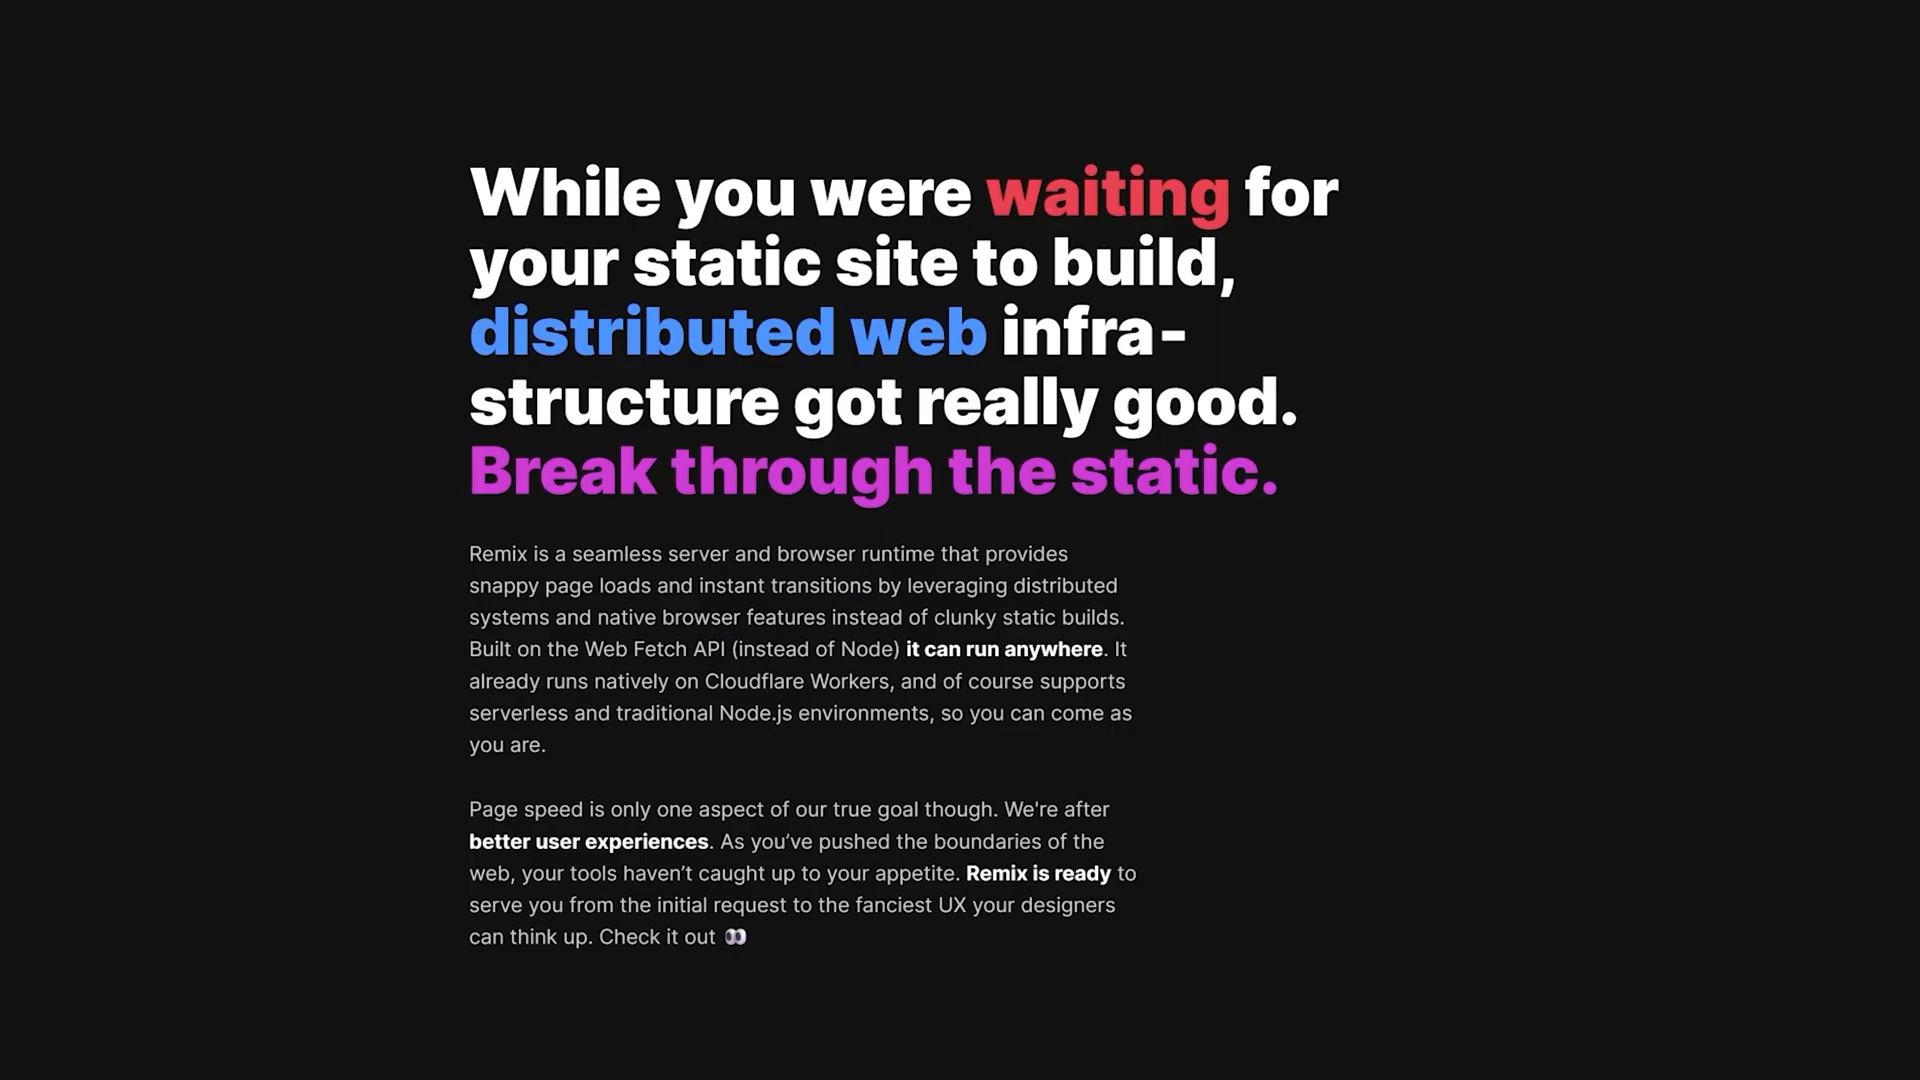 While you were waiting for
your static site to build,
distributed web infra-
structure got really good.
Break through the static.
Remix is a seamless server and browser runtime that provides
snappy page loads and instant transitions by leveraging distributed
systems and native browser features instead of clunky static builds.
Built on the Web Fetch API (instead of Node) it can run anywhere. It
already runs natively on Cloudflare Workers, and of course supports
serverless and traditional Node.js environments, so you can come as
you are.
Page speed is only one aspect of our true goal though. We're after
better user experiences. As you’ve pushed the boundaries of the
web, your tools haven’t caught up to your appetite. Remix is ready to
serve you from the initial request to the fanciest UX your designers
can think up. Check it out 👀